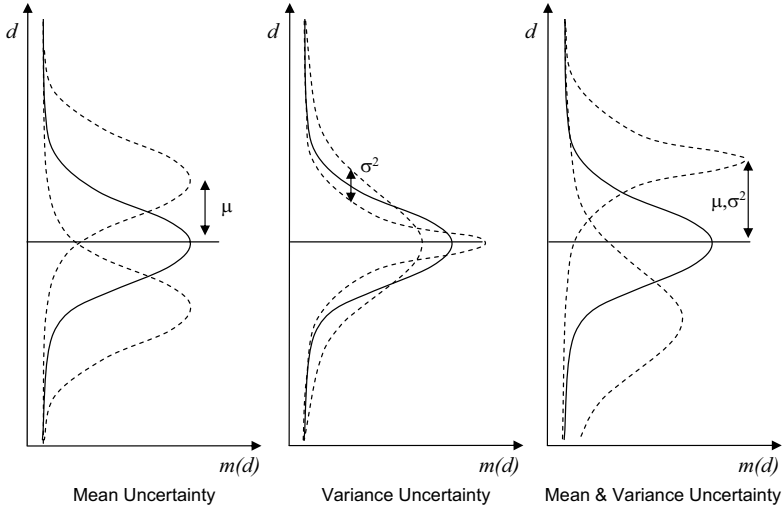 d
μ
m(d)
Mean Uncertainty
d
σ²
m(d)
Variance Uncertainty
d
μ,σ²
m(d)
Mean & Variance Uncertainty